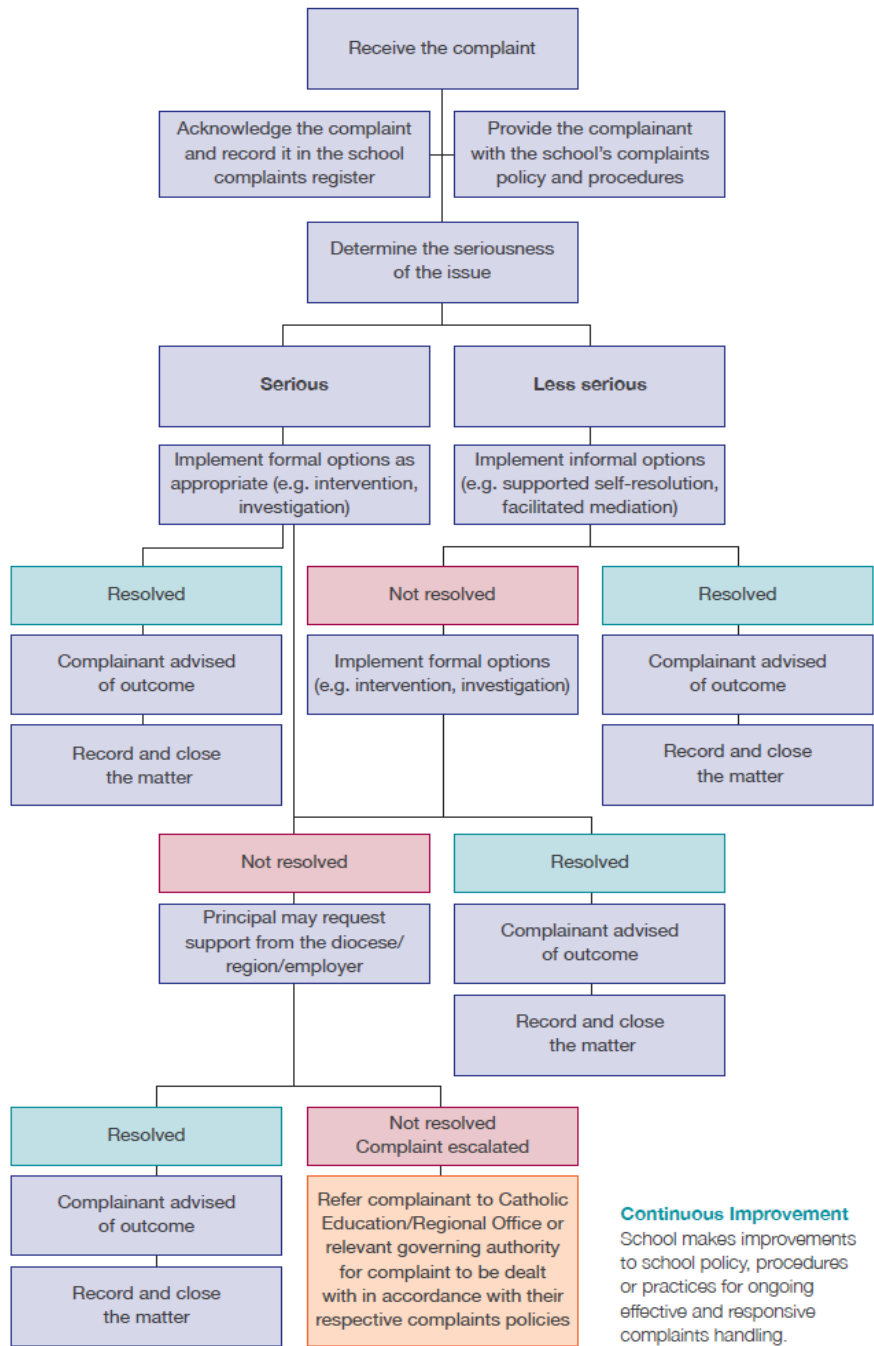 Receive the complaint
Acknowledge the complaint
and record it in the school
complaints register
Provide the complainant
with the school's complaints
policy and procedures
Determine the seriousness
of the issue
Serious
Less serious
Implement formal options as
appropriate (e.g. intervention,
investigation)
Implement informal options
(e.g. supported self-resolution,
facilitated mediation)
Resolved
Not resolved
Resolved
Complainant advised
of outcome
Implement formal options
(e.g. intervention, investigation)
Complainant advised
of outcome
Record and close
the matter
Record and close
the matter
Not resolved
Resolved
Principal may request
support from the diocese/
region/employer
Complainant advised
of outcome
Record and close
the matter
Resolved
Not resolved
Complaint escalated
Complainant advised
of outcome
Record and close
the matter
Refer complainant to Catholic
Education/Regional Office or
relevant governing authority
for complaint to be dealt
with in accordance with their
respective complaints policies
Continuous Improvement
School makes improvements
to school policy, procedures
or practices for ongoing
effective and responsive
complaints handling.